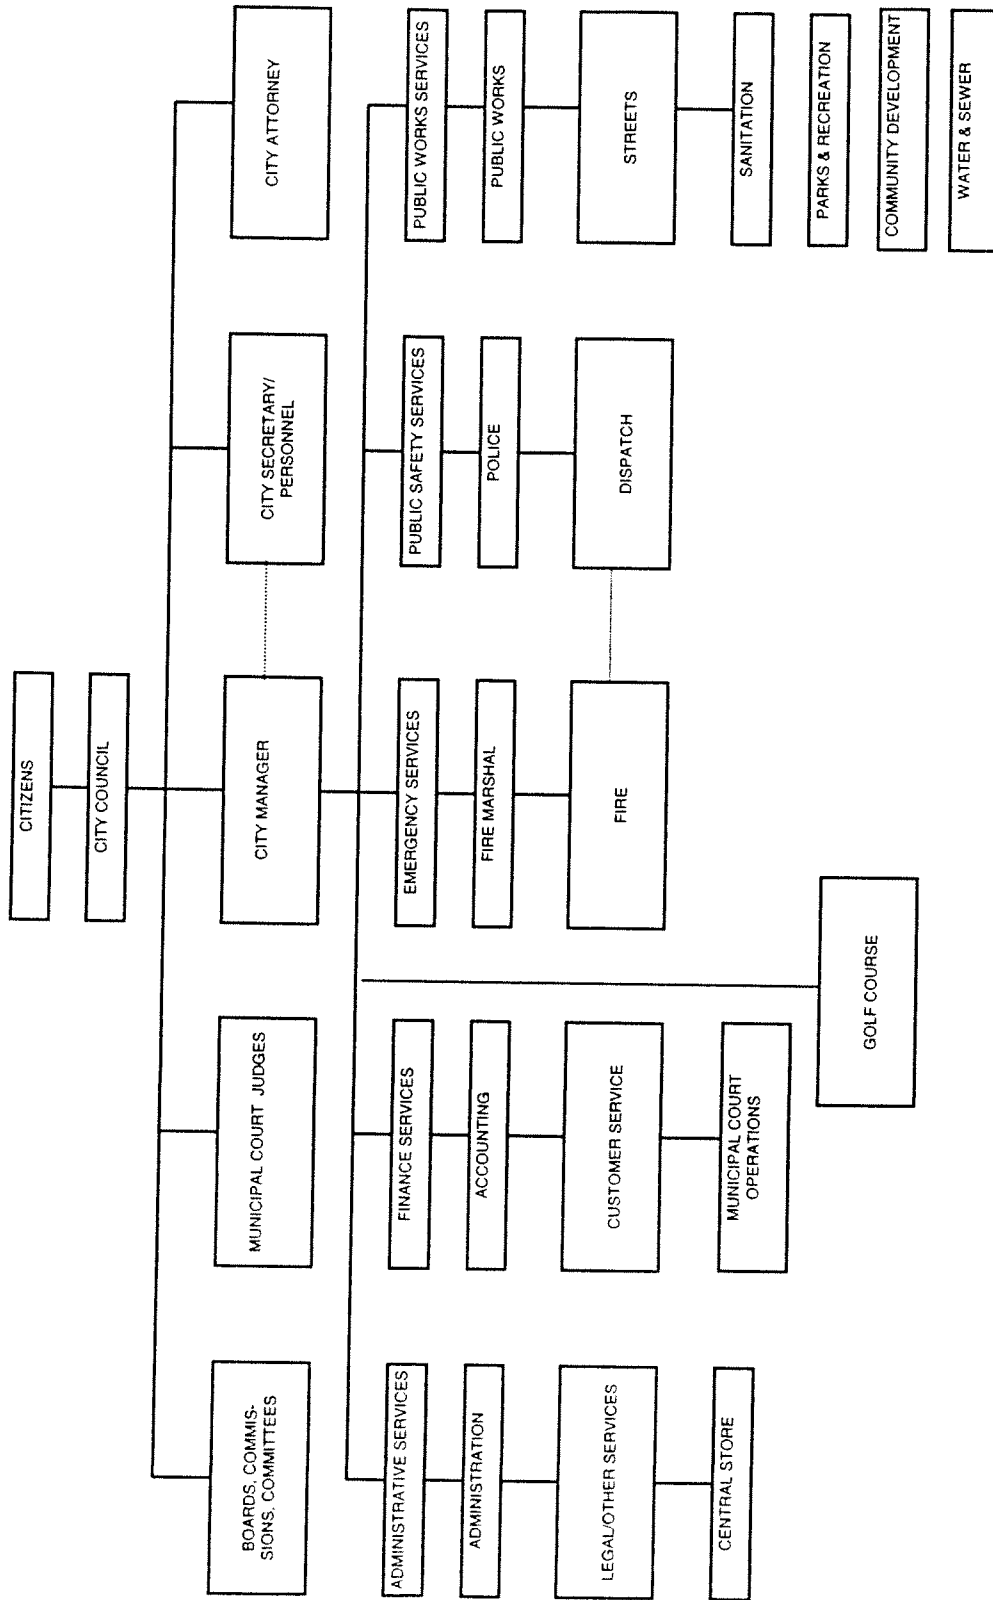 CITIZENS
CITY COUNCIL
BOARDS, COMMIS-
SIONS, COMMITTEES
MUNICIPAL COURT JUDGES
CITY MANAGER
CITY SECRETARY/
PERSONNEL
CITY ATTORNEY
ADMINISTRATIVE SERVICES
FINANCE SERVICES
EMERGENCY SERVICES
PUBLIC SAFETY SERVICES
PUBLIC WORKS SERVICES
ADMINISTRATION
ACCOUNTING
FIRE MARSHAL
POLICE
PUBLIC WORKS
LEGAL/OTHER SERVICES
CUSTOMER SERVICE
FIRE
DISPATCH
STREETS
CENTRAL STORE
MUNICIPAL COURT
OPERATIONS
SANITATION
GOLF COURSE
PARKS & RECREATION
COMMUNITY DEVELOPMENT
WATER & SEWER